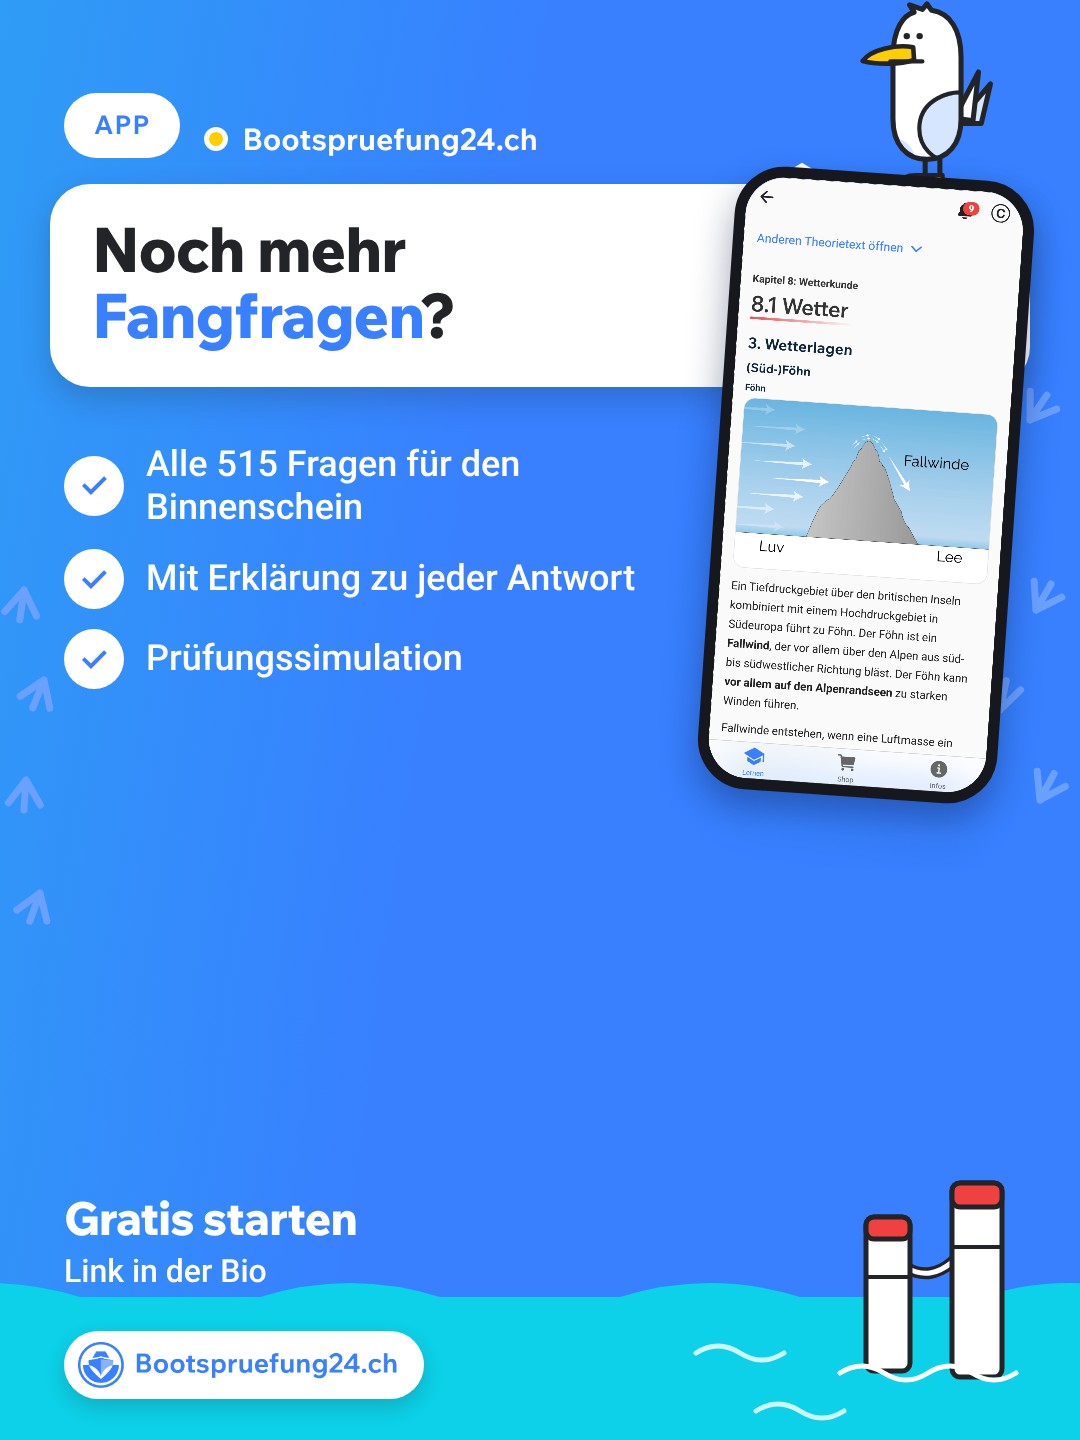 APP
Bootspruefung24.ch
Noch mehr
Fangfragen?
Alle 515 Fragen für den
Binnenschein
Mit Erklärung zu jeder Antwort
Prüfungssimulation
9
C
Anderen Theorietext öffnen
Kapitel 8: Wetterkunde
8.1 Wetter
3. Wetterlagen
(Süd-)Föhn
Föhn
Fallwinde
Luv
Lee
Ein Tiefdruckgebiet über den britischen Inseln
kombiniert mit einem Hochdruckgebiet in
Südeuropa führt zu Föhn. Der Föhn ist ein
Fallwind, der vor allem über den Alpen aus süd-
bis südwestlicher Richtung bläst. Der Föhn kann
vor allem auf den Alpenrandseen zu starken
Winden führen.
Fallwinde entstehen, wenn eine Luftmasse ein
Lernen
Shop
Infos
Gratis starten
Link in der Bio
Bootspruefung24.ch